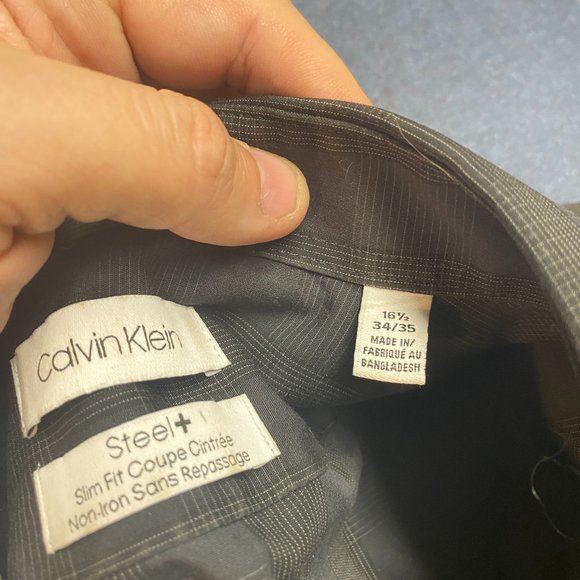 Calvin Klein
Steel+
Slim Fit Coupe Cintrée
Non-Iron Sans Repassage
16½
34/35
MADE IN/
FABRIQUÉ AU
BANGLADESH